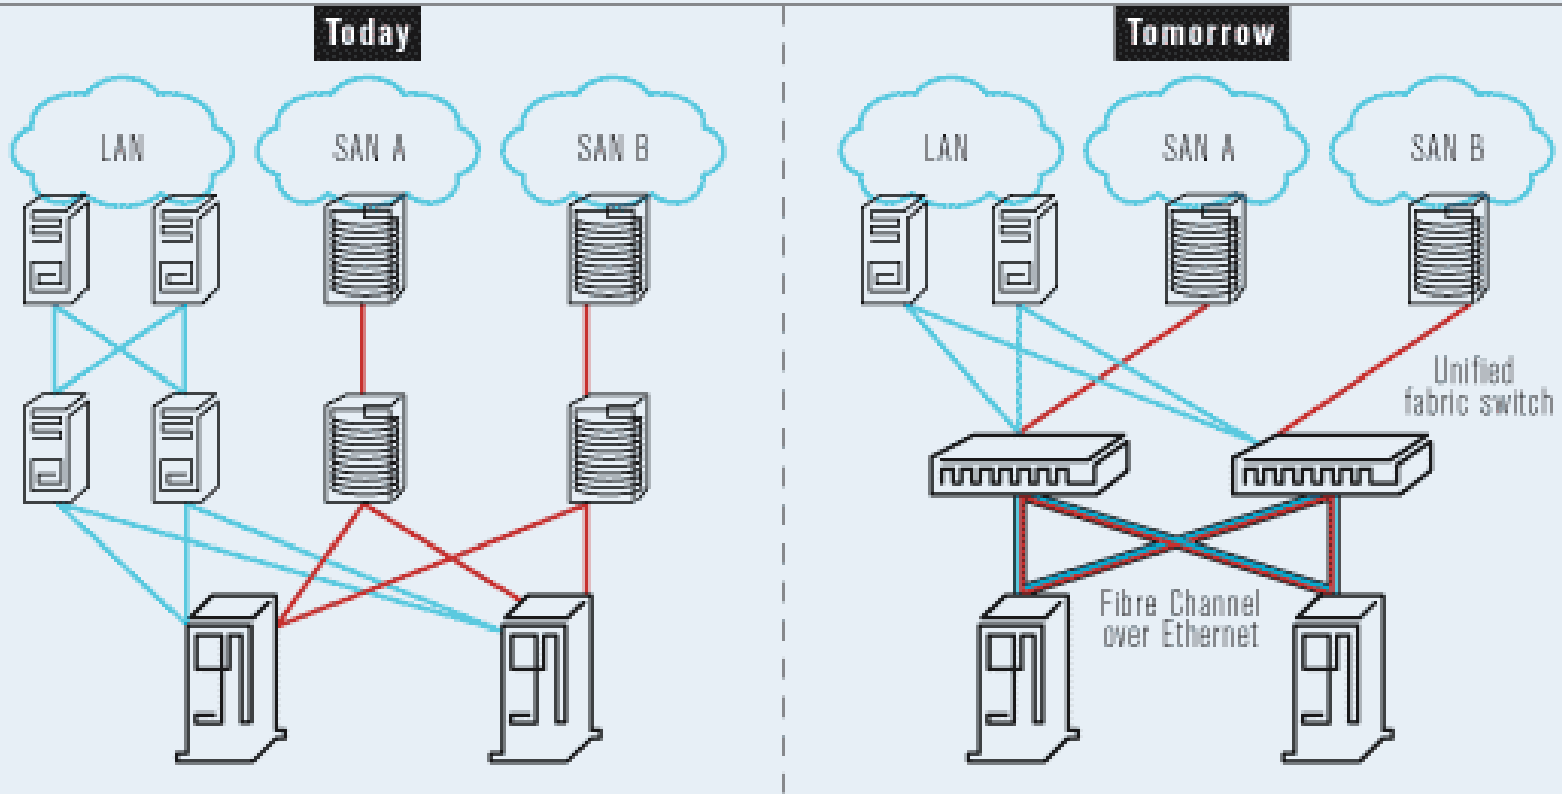 Today
Tomorrow
LAN
SAN A
SAN B
LAN
SAN A
SAN B
Unified
fabric switch
Fibre Channel
over Ethernet